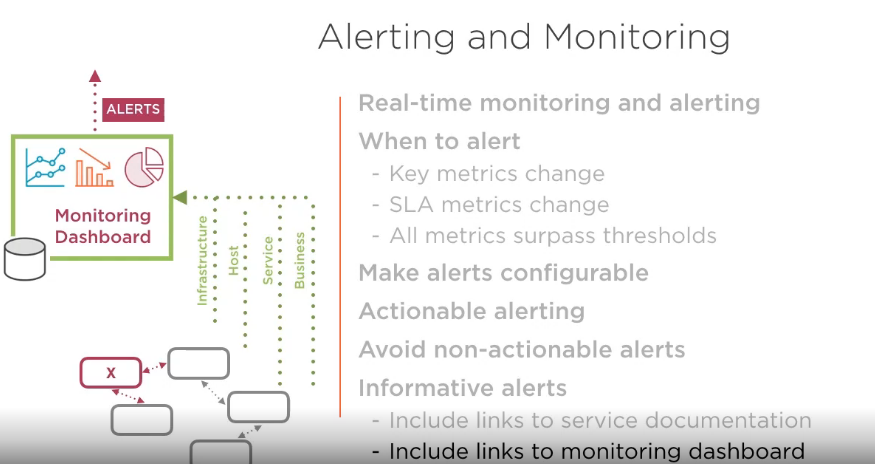 Alerting and Monitoring
ALERTS
Monitoring
Dashboard
Infrastructure
Host
Service
Business
X
Real-time monitoring and alerting
When to alert
- Key metrics change
- SLA metrics change
- All metrics surpass thresholds
Make alerts configurable
Actionable alerting
Avoid non-actionable alerts
Informative alerts
- Include links to service documentation
- Include links to monitoring dashboard